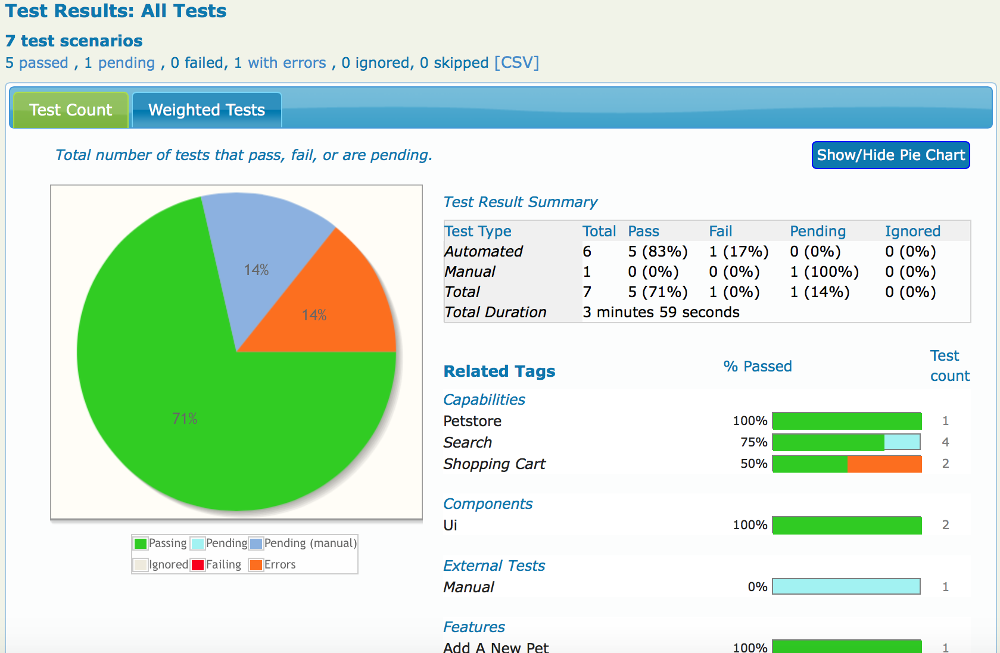 Test Results: All Tests
7 test scenarios
5 passed , 1 pending , 0 failed, 1 with errors , 0 ignored, 0 skipped [CSV]
Test Count Weighted Tests
Total number of tests that pass, fail, or are pending.
Show/Hide Pie Chart
14%
14%
71%
Passing Pending Pending (manual)
Ignored Failing Errors
Test Result Summary
Test Type Total Pass Fail Pending Ignored
Automated 6 5 (83%) 1 (17%) 0 (0%) 0 (0%)
Manual 1 0 (0%) 0 (0%) 1 (100%) 0 (0%)
Total 7 5 (71%) 1 (0%) 1 (14%) 0 (0%)
Total Duration 3 minutes 59 seconds
Related Tags % Passed Test count
Capabilities
Petstore 100% 1
Search 75% 4
Shopping Cart 50% 2
Components
Ui 100% 2
External Tests
Manual 0% 1
Features
Add A New Pet 100% 1